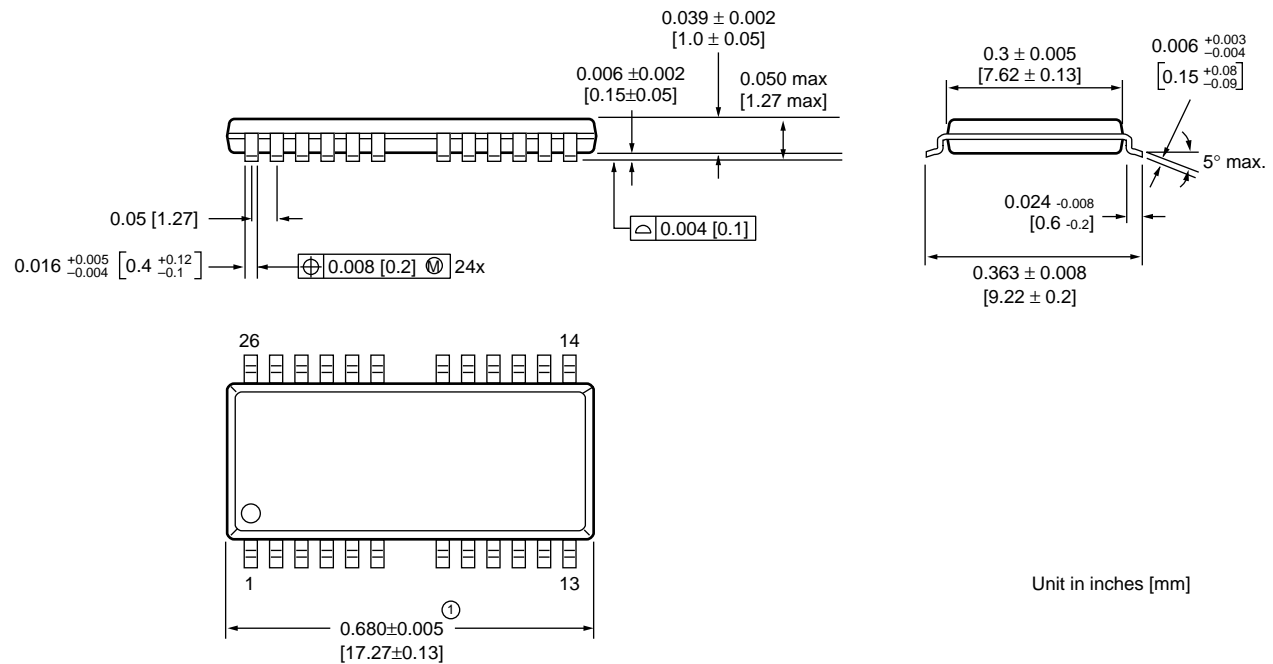 0.039 ± 0.002
[1.0 ± 0.05]
0.006 ±0.002
[0.15±0.05]
0.050 max
[1.27 max]
0.3 ± 0.005
[7.62 ± 0.13]
0.006 +0.003 –0.004
[0.15 +0.08 –0.09]
5° max.
0.05 [1.27]
0.024 -0.008
[0.6 -0.2]
0.004 [0.1]
0.016 +0.005 –0.004 [0.4 +0.12 –0.1]
0.008 [0.2] Ⓜ 24x
0.363 ± 0.008
[9.22 ± 0.2]
26
14
1
13
Unit in inches [mm]
①
0.680±0.005
[17.27±0.13]